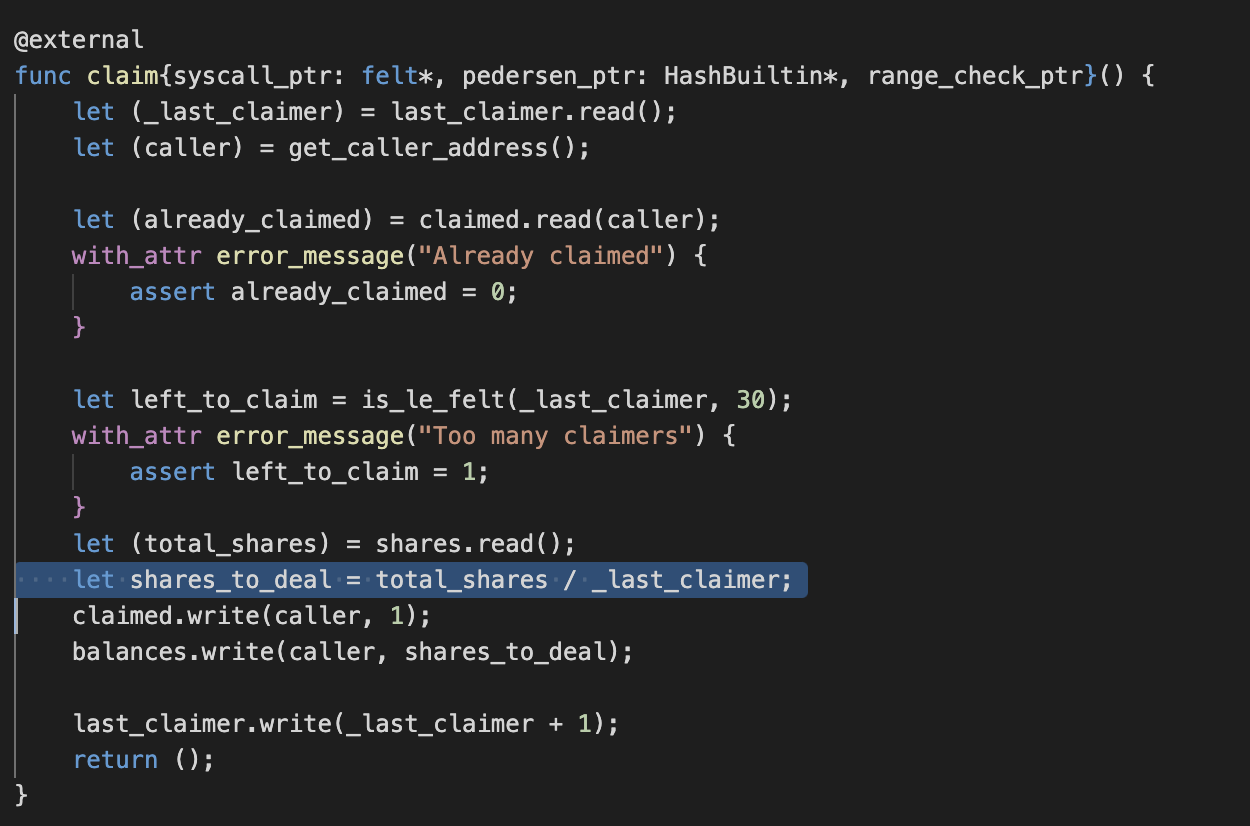 @external
func claim{syscall_ptr: felt*, pedersen_ptr: HashBuiltin*, range_check_ptr}() {
    let (_last_claimer) = last_claimer.read();
    let (caller) = get_caller_address();

    let (already_claimed) = claimed.read(caller);
    with_attr error_message("Already claimed") {
        assert already_claimed = 0;
    }

    let left_to_claim = is_le_felt(_last_claimer, 30);
    with_attr error_message("Too many claimers") {
        assert left_to_claim = 1;
    }
    let (total_shares) = shares.read();
    let shares_to_deal = total_shares / _last_claimer;
    claimed.write(caller, 1);
    balances.write(caller, shares_to_deal);

    last_claimer.write(_last_claimer + 1);
    return ();
}